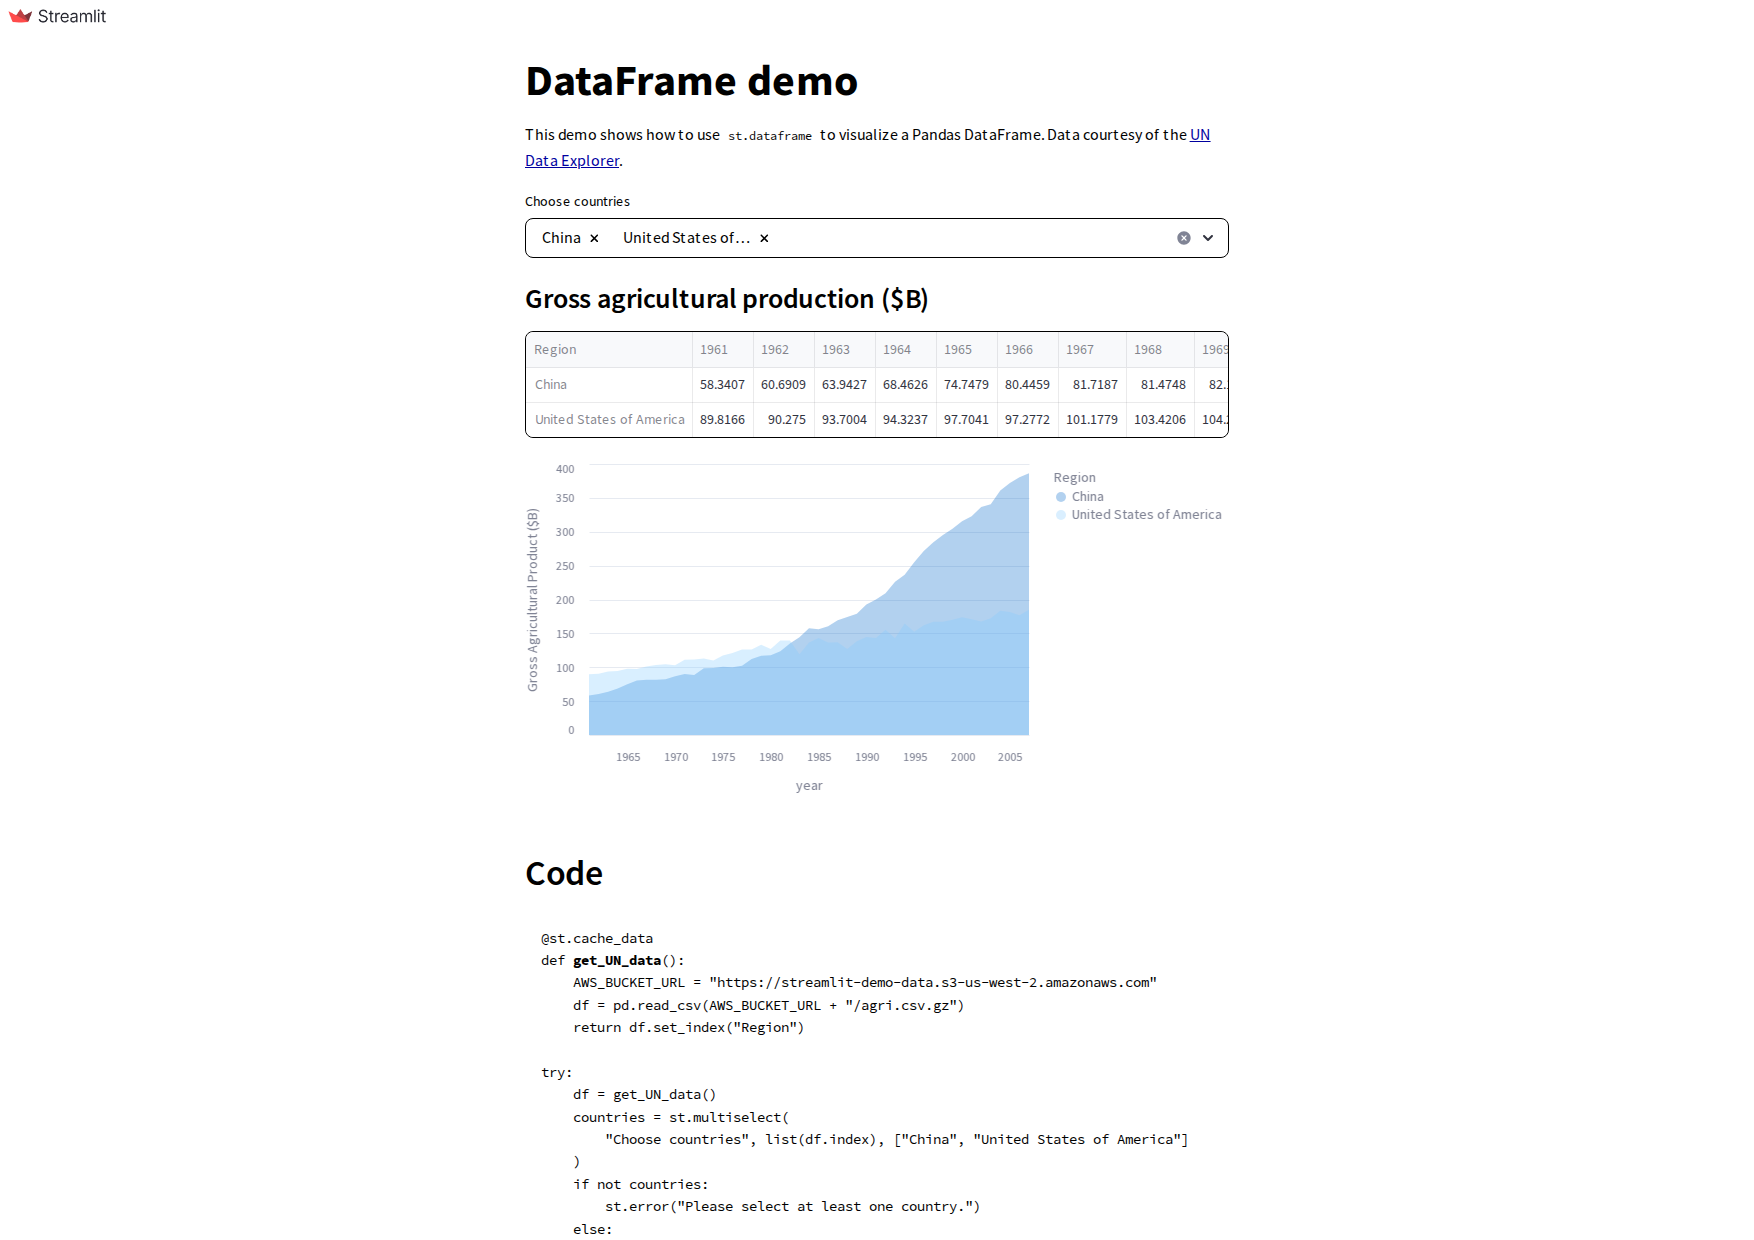 Streamlit
DataFrame demo
This demo shows how to use st.dataframe to visualize a Pandas DataFrame. Data courtesy of the UN
Data Explorer.
Choose countries
China United States of…
Gross agricultural production ($B)
Region 1961 1962 1963 1964 1965 1966 1967 1968 1969
China 58.3407 60.6909 63.9427 68.4626 74.7479 80.4459 81.7187 81.4748 82.
United States of America 89.8166 90.275 93.7004 94.3237 97.7041 97.2772 101.1779 103.4206 104.
Gross Agricultural Product ($B)
400
350
300
250
200
150
100
50
0
1965 1970 1975 1980 1985 1990 1995 2000 2005
year
Region
China
United States of America
Code
@st.cache_data
def get_UN_data():
    AWS_BUCKET_URL = "https://streamlit-demo-data.s3-us-west-2.amazonaws.com"
    df = pd.read_csv(AWS_BUCKET_URL + "/agri.csv.gz")
    return df.set_index("Region")
try:
    df = get_UN_data()
    countries = st.multiselect(
        "Choose countries", list(df.index), ["China", "United States of America"]
    )
    if not countries:
        st.error("Please select at least one country.")
    else: